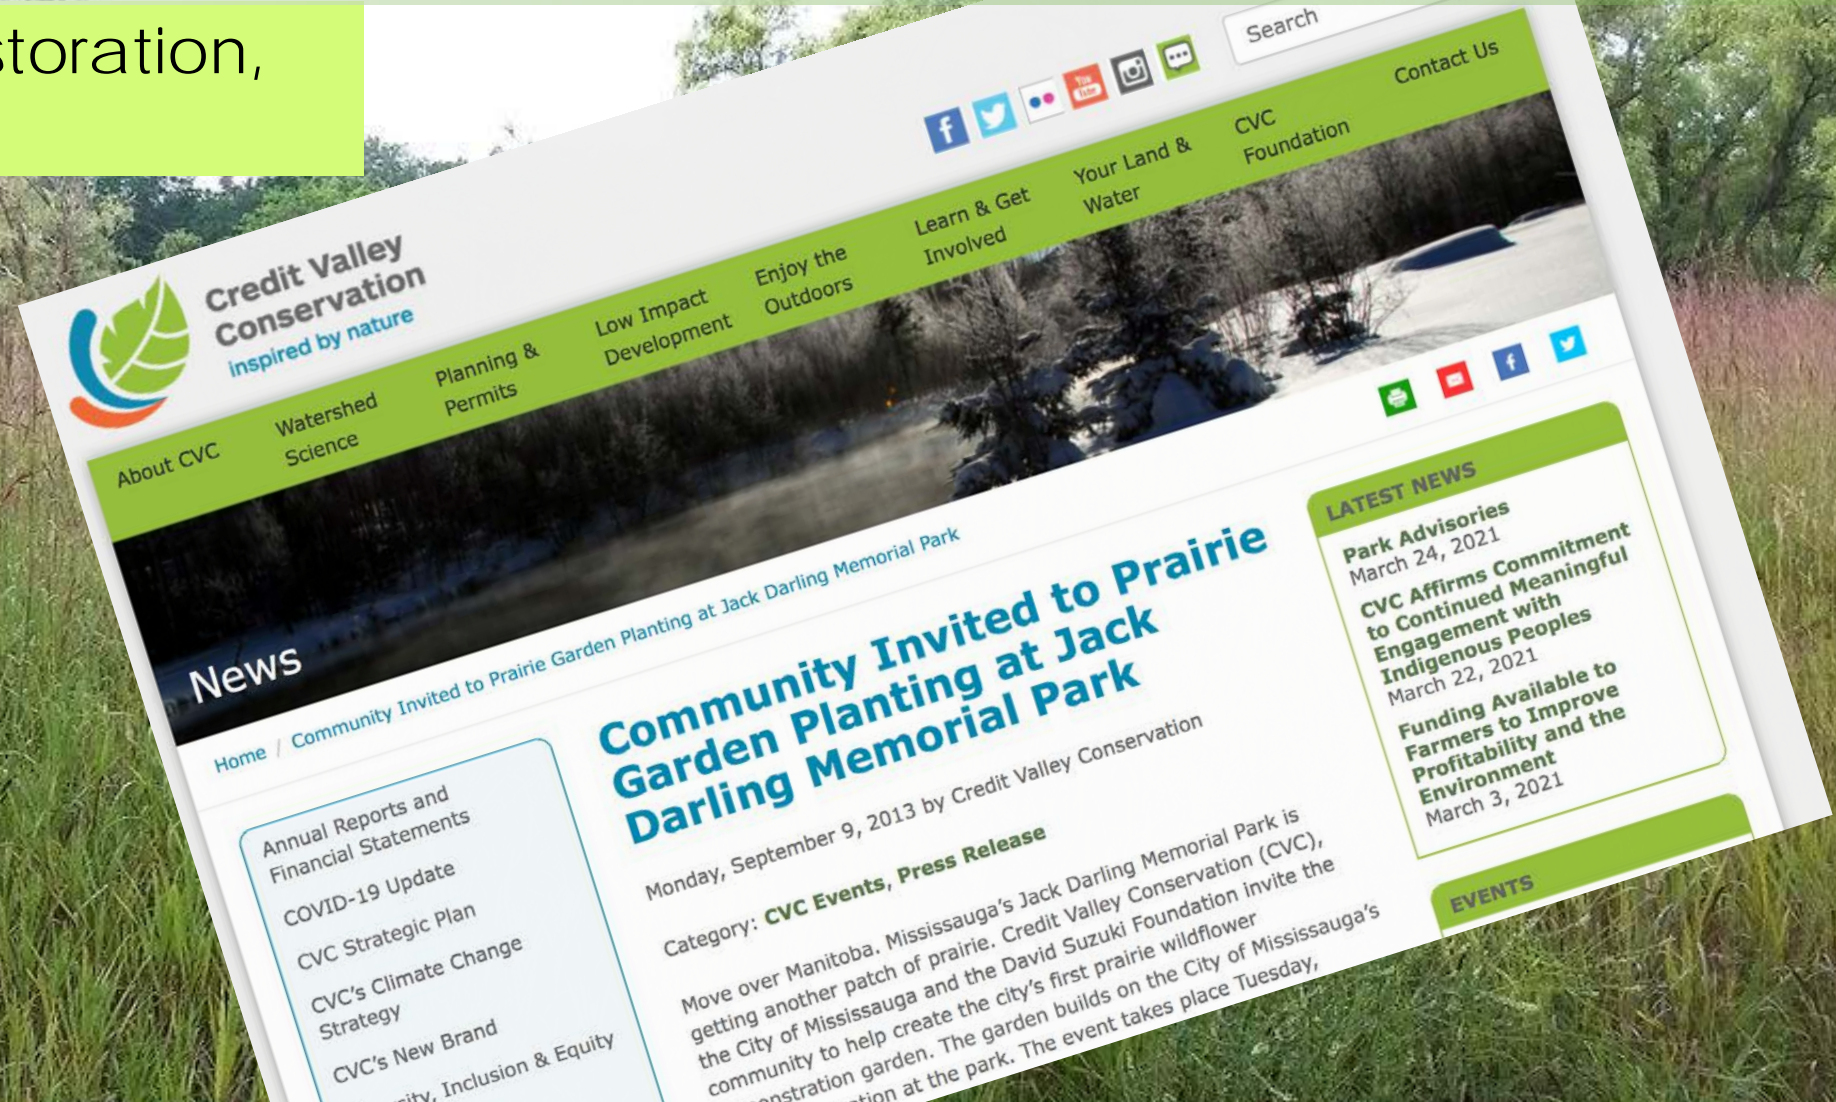 storation,
Search
Credit Valley
Conservation
inspired by nature
About CVC
Watershed
Science
Planning &
Permits
Low Impact
Development
Enjoy the
Outdoors
Learn & Get
Involved
Your Land &
Water
CVC
Foundation
Contact Us
News
Home / Community Invited to Prairie Garden Planting at Jack Darling Memorial Park
Annual Reports and
Financial Statements
COVID-19 Update
CVC Strategic Plan
CVC's Climate Change
Strategy
CVC's New Brand
sity, Inclusion & Equity
Community Invited to Prairie
Garden Planting at Jack
Darling Memorial Park
Monday, September 9, 2013 by Credit Valley Conservation
Category: CVC Events, Press Release
Move over Manitoba. Mississauga's Jack Darling Memorial Park is
getting another patch of prairie. Credit Valley Conservation (CVC),
the City of Mississauga and the David Suzuki Foundation invite the
community to help create the city's first prairie wildflower
monstration garden. The garden builds on the City of Mississauga's
ation at the park. The event takes place Tuesday,
LATEST NEWS
Park Advisories
March 24, 2021
CVC Affirms Commitment
to Continued Meaningful
Engagement with
Indigenous Peoples
March 22, 2021
Funding Available to
Farmers to Improve
Profitability and the
Environment
March 3, 2021
EVENTS